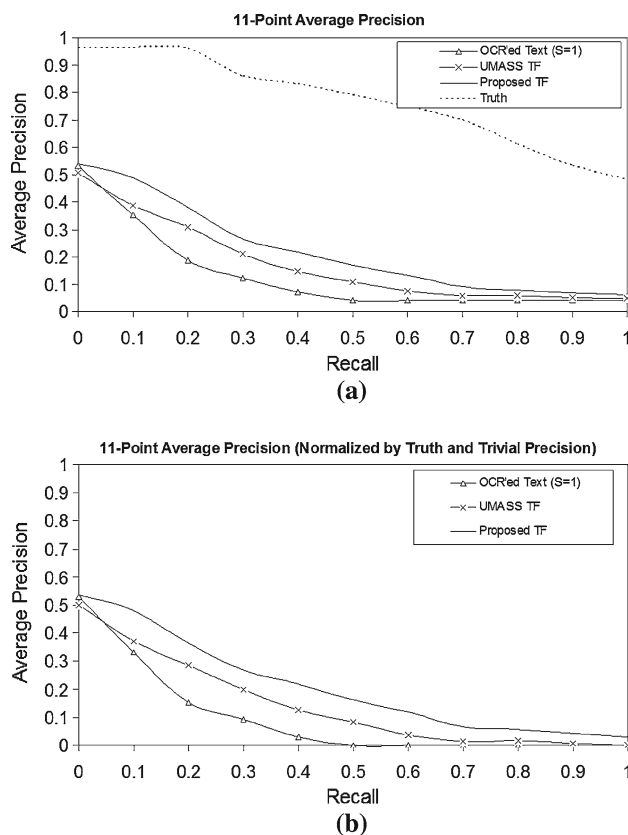 11-Point Average Precision
OCR'ed Text (S=1)
UMASS TF
Proposed TF
Truth
Average Precision
1
0.9
0.8
0.7
0.6
0.5
0.4
0.3
0.2
0.1
0
0 0.1 0.2 0.3 0.4 0.5 0.6 0.7 0.8 0.9 1
Recall
(a)
11-Point Average Precision (Normalized by Truth and Trivial Precision)
OCR'ed Text (S=1)
UMASS TF
Proposed TF
Average Precision
1
0.9
0.8
0.7
0.6
0.5
0.4
0.3
0.2
0.1
0
0 0.1 0.2 0.3 0.4 0.5 0.6 0.7 0.8 0.9 1
Recall
(b)